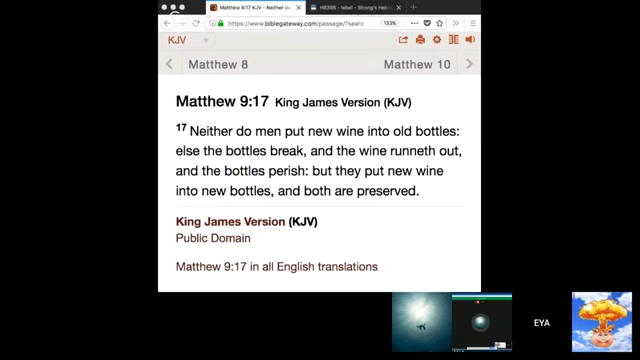 Matthew 9:17 KJV - Neither do
H8398 - tebel - Strong's Hebrew
https://www.biblegateway.com/passage/?searc
133%
KJV
Matthew 8
Matthew 10
Matthew 9:17 King James Version (KJV)
17 Neither do men put new wine into old bottles:
else the bottles break, and the wine runneth out,
and the bottles perish: but they put new wine
into new bottles, and both are preserved.
King James Version (KJV)
Public Domain
Matthew 9:17 in all English translations
EYA